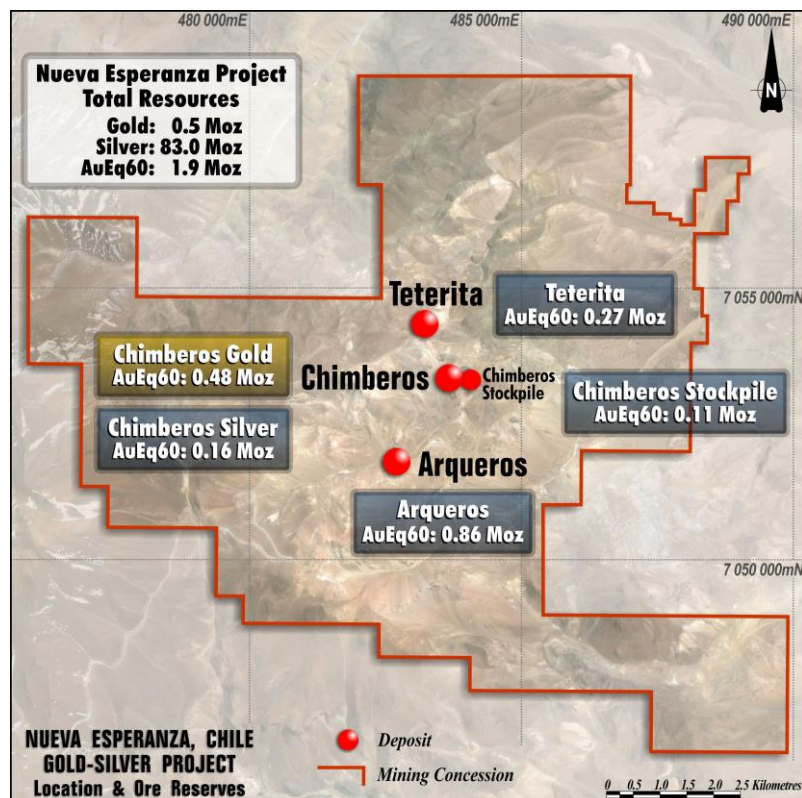 480 000mE
485 000mE
490 000mE
Nueva Esperanza Project
Total Resources
Gold: 0.5 Moz
Silver: 83.0 Moz
AuEq60: 1.9 Moz
N
Teterita
Teterita
AuEq60: 0.27 Moz
7 055 000mN
Chimberos Gold
AuEq60: 0.48 Moz
Chimberos
Chimberos
Stockpile
Chimberos Stockpile
AuEq60: 0.11 Moz
Chimberos Silver
AuEq60: 0.16 Moz
Arqueros
Arqueros
AuEq60: 0.86 Moz
7 050 000mN
NUEVA ESPERANZA, CHILE
GOLD-SILVER PROJECT
Location & Ore Reserves
Deposit
Mining Concession
0 0.5 1.0 1.5 2.0 2.5 Kilometres